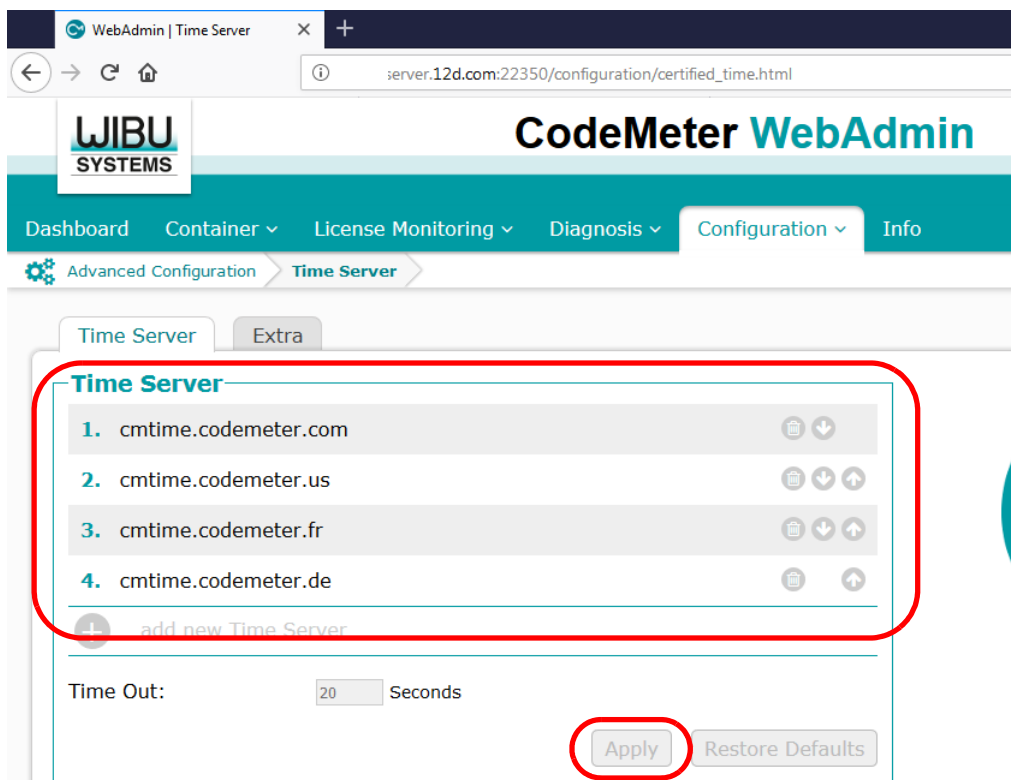 WebAdmin | Time Server
server.12d.com:22350/configuration/certified_time.html
WIBU
SYSTEMS
CodeMeter WebAdmin
Dashboard Container License Monitoring Diagnosis Configuration Info
Advanced Configuration Time Server
Time Server Extra
Time Server
1. cmtime.codemeter.com
2. cmtime.codemeter.us
3. cmtime.codemeter.fr
4. cmtime.codemeter.de
add new Time Server
Time Out: 20 Seconds
Apply Restore Defaults